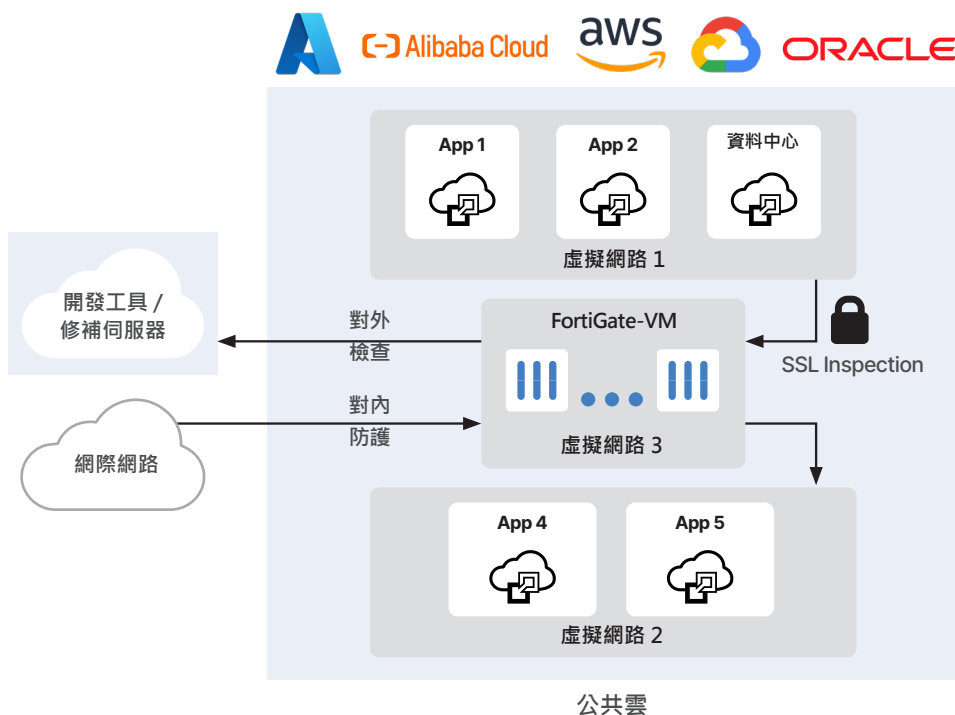 Alibaba Cloud
aws
ORACLE
App 1
App 2
資料中心
虛擬網路 1
開發工具 /
修補伺服器
對外
檢查
FortiGate-VM
SSL Inspection
對內
防護
虛擬網路 3
網際網路
App 4
App 5
虛擬網路 2
公共雲